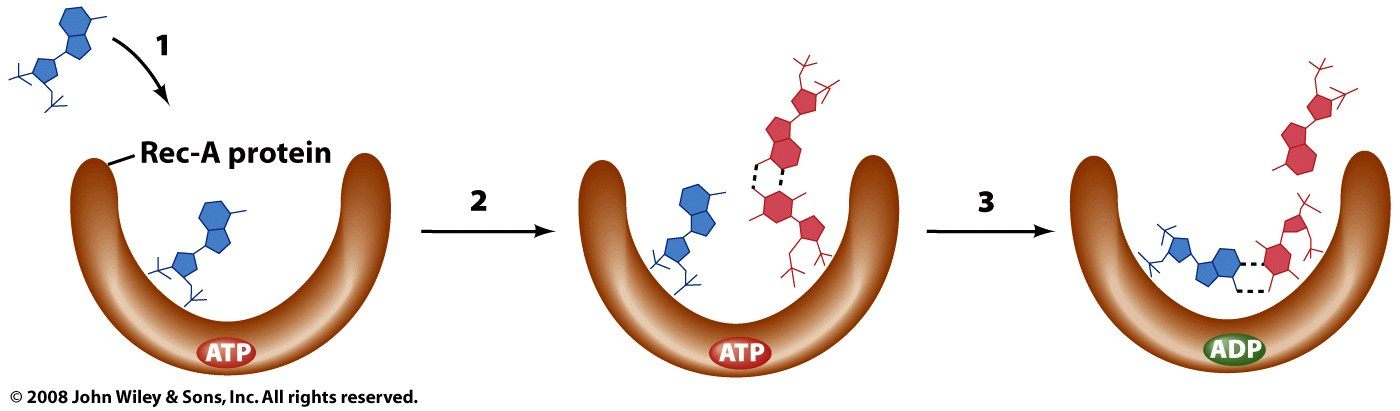 1
Rec-A protein
2
3
ATP
ATP
ADP
© 2008 John Wiley & Sons, Inc. All rights reserved.